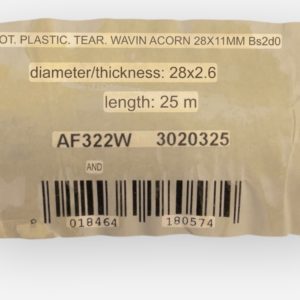 OT. PLASTIC. TEAR. WAVIN ACORN 28X11MM Bs2d0
diameter/thickness: 28x2.6
length: 25 m
AF322W 3020325
AND
018464 180574